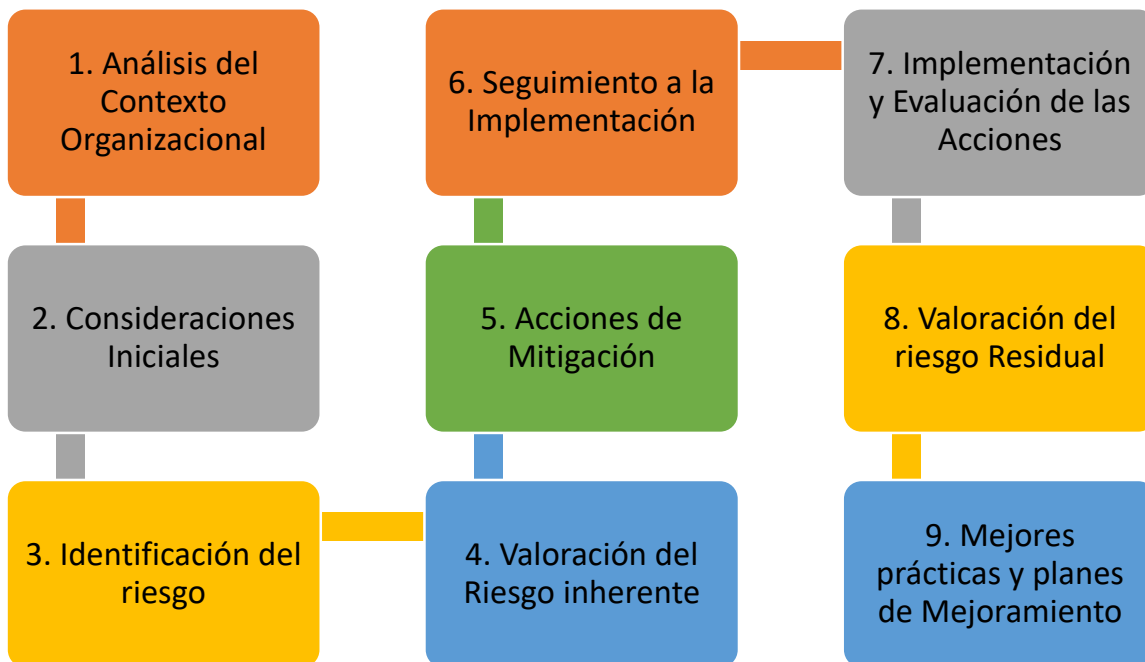 1. Análisis del
Contexto
Organizacional
2. Consideraciones
Iniciales
3. Identificación del
riesgo
4. Valoración del
Riesgo inherente
5. Acciones de
Mitigación
6. Seguimiento a la
Implementación
7. Implementación
y Evaluación de las
Acciones
8. Valoración del
riesgo Residual
9. Mejores
prácticas y planes
de Mejoramiento